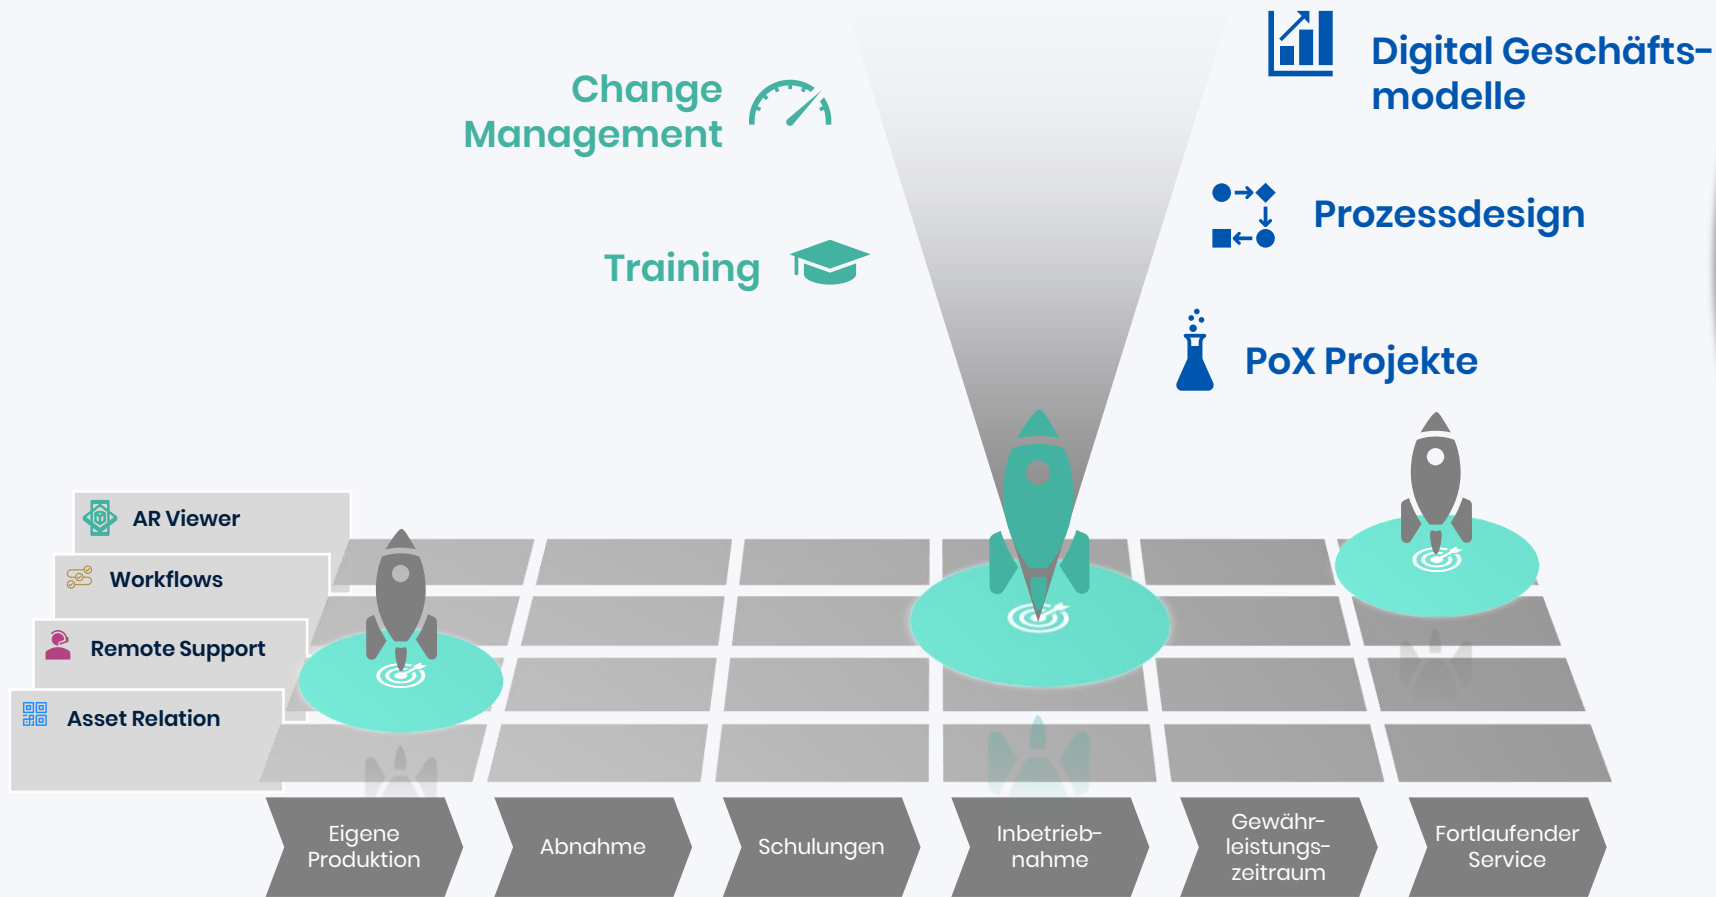 Change
Management
Training
Digital Geschäfts-
modelle
Prozessdesign
PoX Projekte
AR Viewer
Workflows
Remote Support
Asset Relation
Eigene
Produktion
Abnahme
Schulungen
Inbetrieb-
nahme
Gewähr-
leistungs-
zeitraum
Fortlaufender
Service